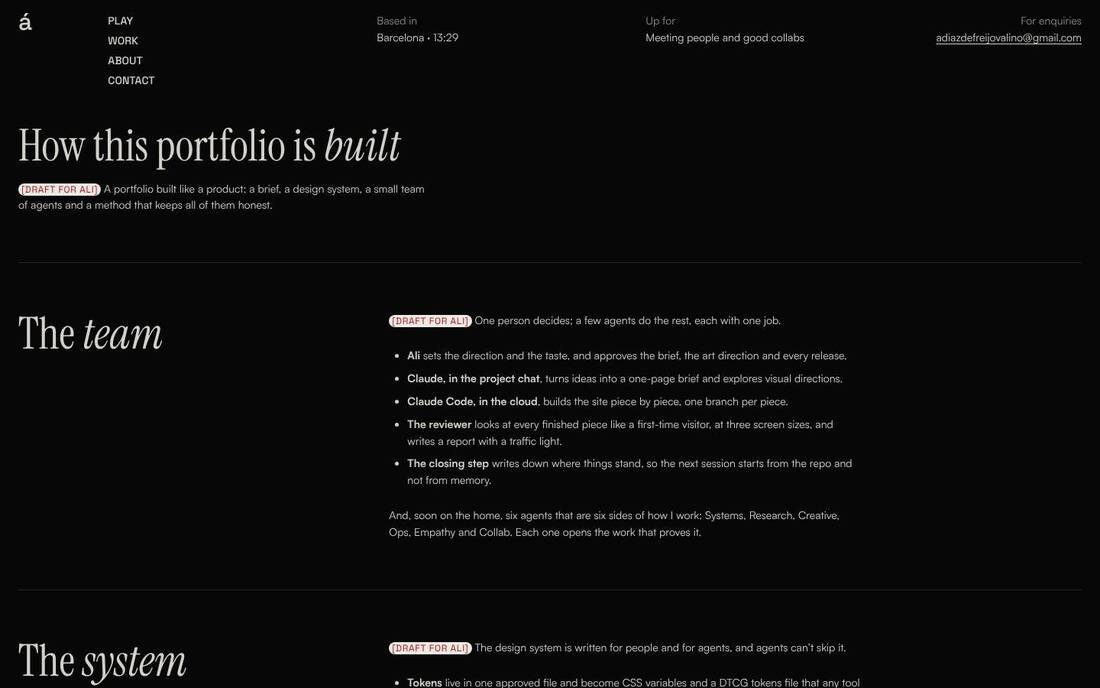 á
PLAY
WORK
ABOUT
CONTACT
Based in
Barcelona · 13:29
Up for
Meeting people and good collabs
For enquiries
adiazdefreijovalino@gmail.com
How this portfolio is built
[DRAFT FOR ALI] A portfolio built like a product: a brief, a design system, a small team
of agents and a method that keeps all of them honest.
The team
[DRAFT FOR ALI] One person decides; a few agents do the rest, each with one job.
• Ali sets the direction and the taste, and approves the brief, the art direction and every release.
• Claude, in the project chat, turns ideas into a one-page brief and explores visual directions.
• Claude Code, in the cloud, builds the site piece by piece, one branch per piece.
• The reviewer looks at every finished piece like a first-time visitor, at three screen sizes, and
writes a report with a traffic light.
• The closing step writes down where things stand, so the next session starts from the repo and
not from memory.
And, soon on the home, six agents that are six sides of how I work: Systems, Research, Creative,
Ops, Empathy and Collab. Each one opens the work that proves it.
The system
[DRAFT FOR ALI] The design system is written for people and for agents, and agents can't skip it.
• Tokens live in one approved file and become CSS variables and a DTCG tokens file that any tool